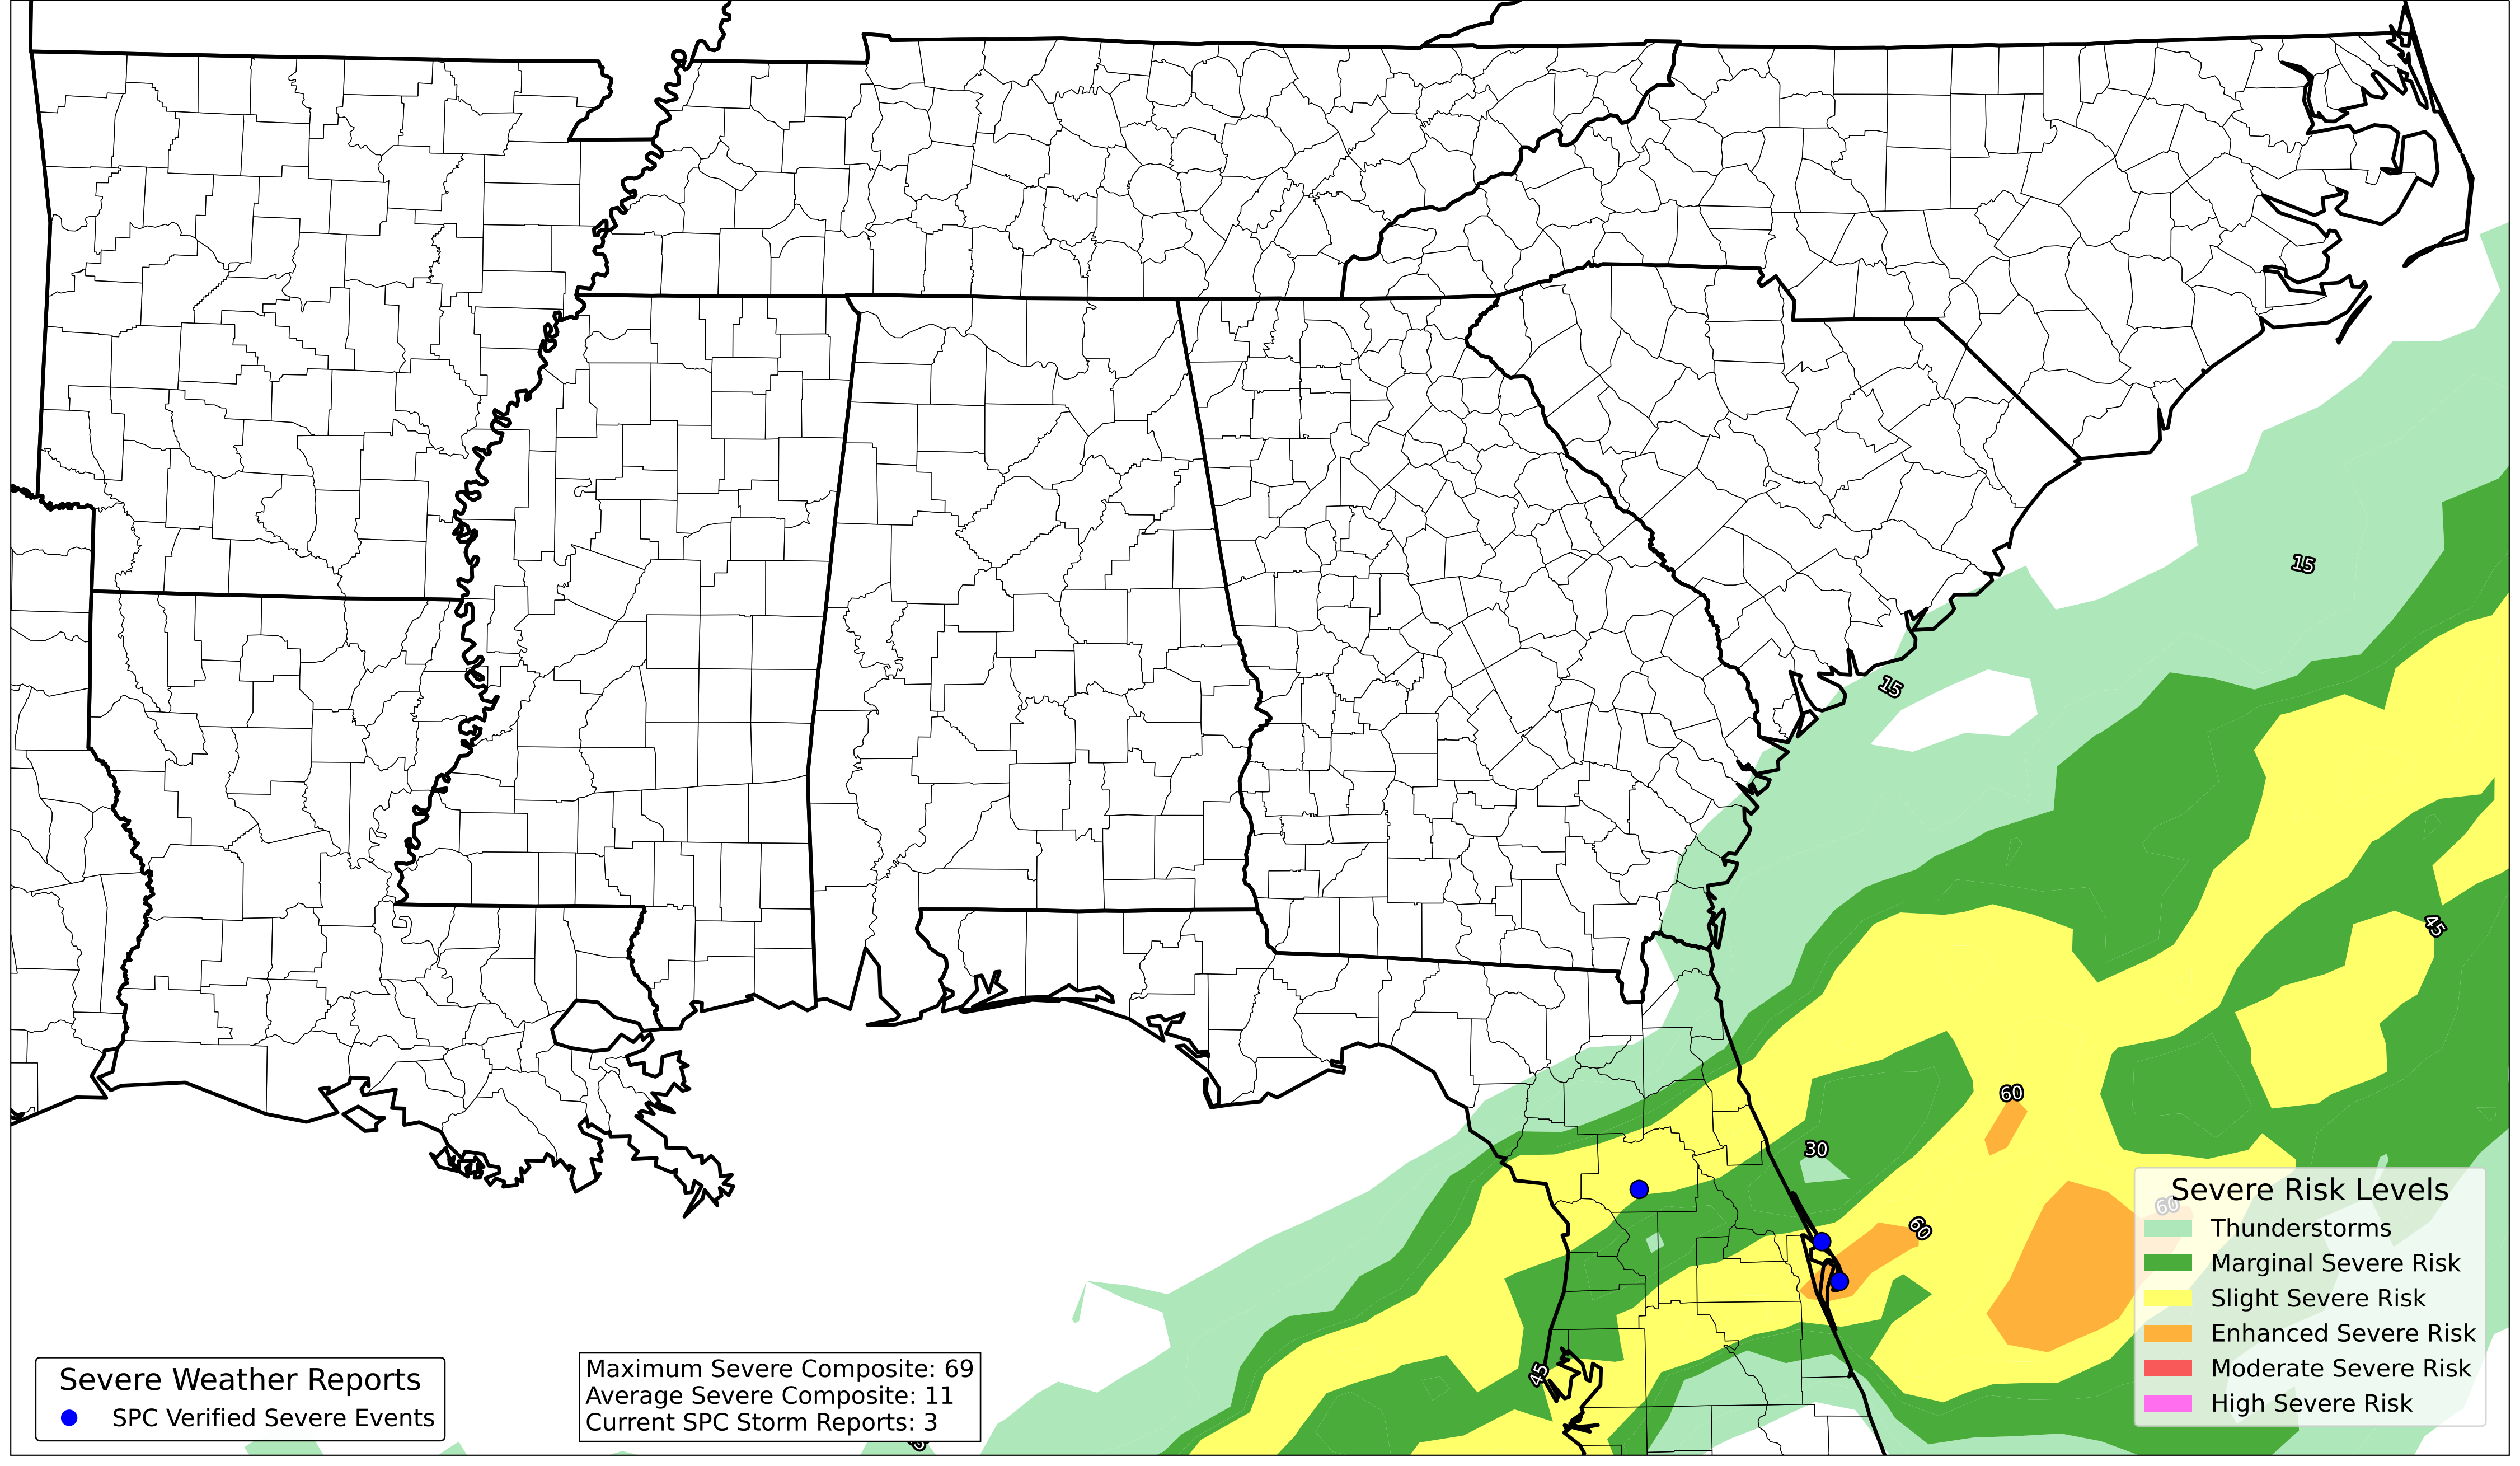 15
15
45
60
30
60
60
45
Severe Risk Levels
Thunderstorms
Marginal Severe Risk
Slight Severe Risk
Enhanced Severe Risk
Moderate Severe Risk
High Severe Risk
Severe Weather Reports
SPC Verified Severe Events
Maximum Severe Composite: 69
Average Severe Composite: 11
Current SPC Storm Reports: 3